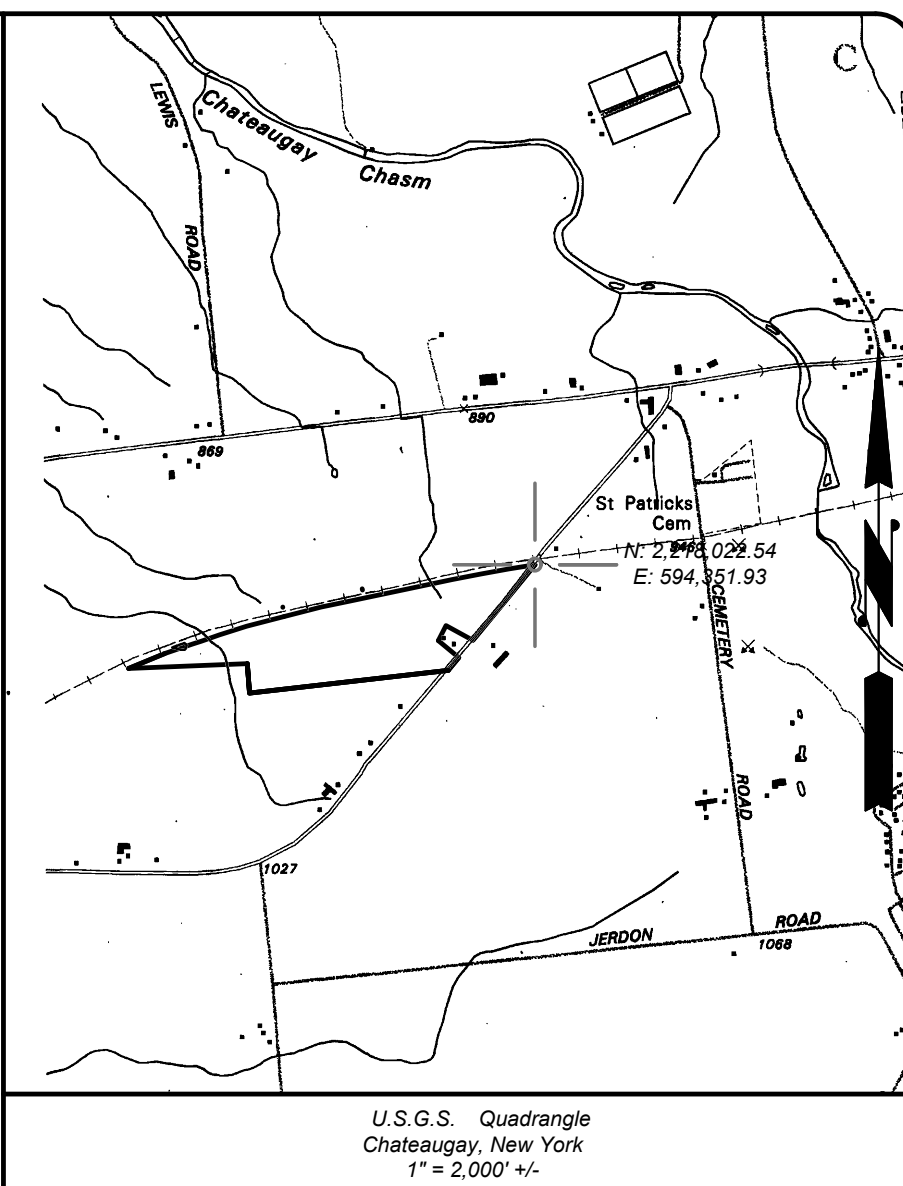 C
LEWIS
ROAD
Chateaugay
Chasm
890
869
St Patricks
Cem
N: 2,218,022.54
E: 594,351.93
CEMETERY
ROAD
1027
JERDON ROAD
1068
N
U.S.G.S. Quadrangle
Chateaugay, New York
1" = 2,000' +/-